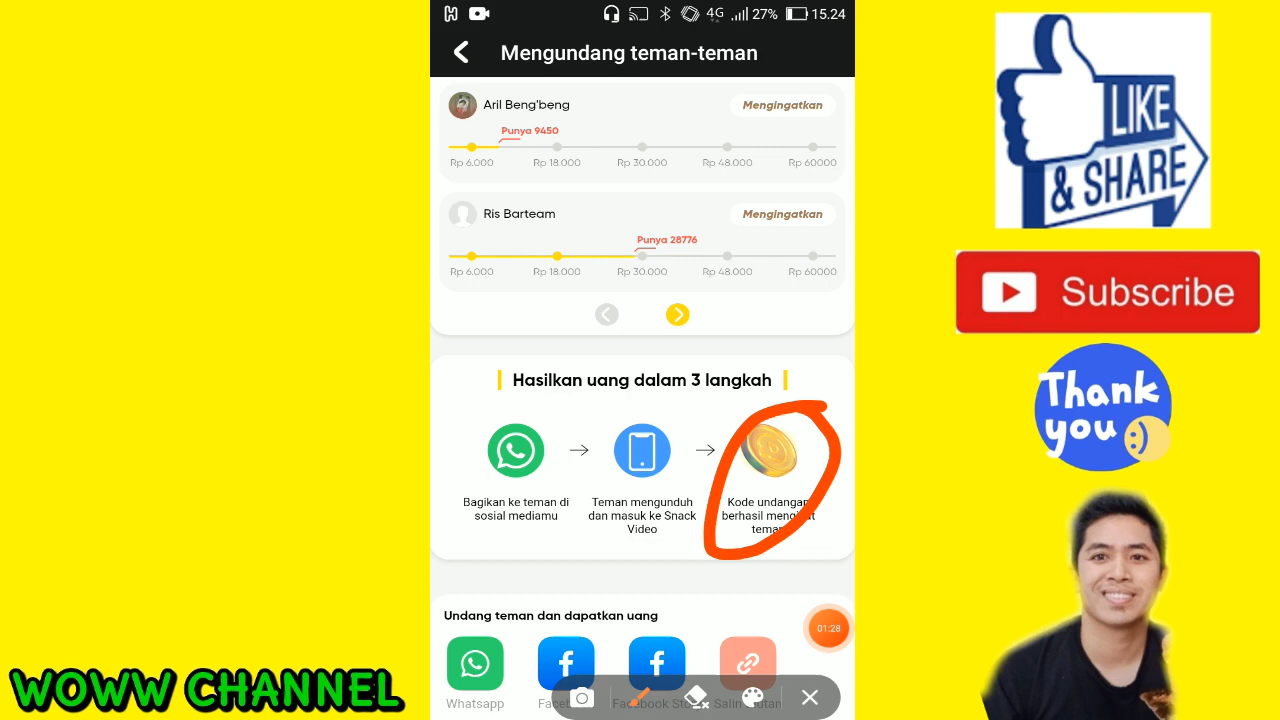 4G 27% 15.24
Mengundang teman-teman
Aril Beng'beng
Mengingatkan
Punya 9450
Rp 6.000 Rp 18.000 Rp 30.000 Rp 48.000 Rp 60000
Ris Barteam
Mengingatkan
Punya 28776
Rp 6.000 Rp 18.000 Rp 30.000 Rp 48.000 Rp 60000
Hasilkan uang dalam 3 langkah
Bagikan ke teman di
sosial mediamu
Teman mengunduh
dan masuk ke Snack
Video
Kode undangan
berhasil mengikat
teman
Undang teman dan dapatkan uang
01:28
Whatsapp
LIKE
& SHARE
Subscribe
Thank
you
WOWW CHANNEL